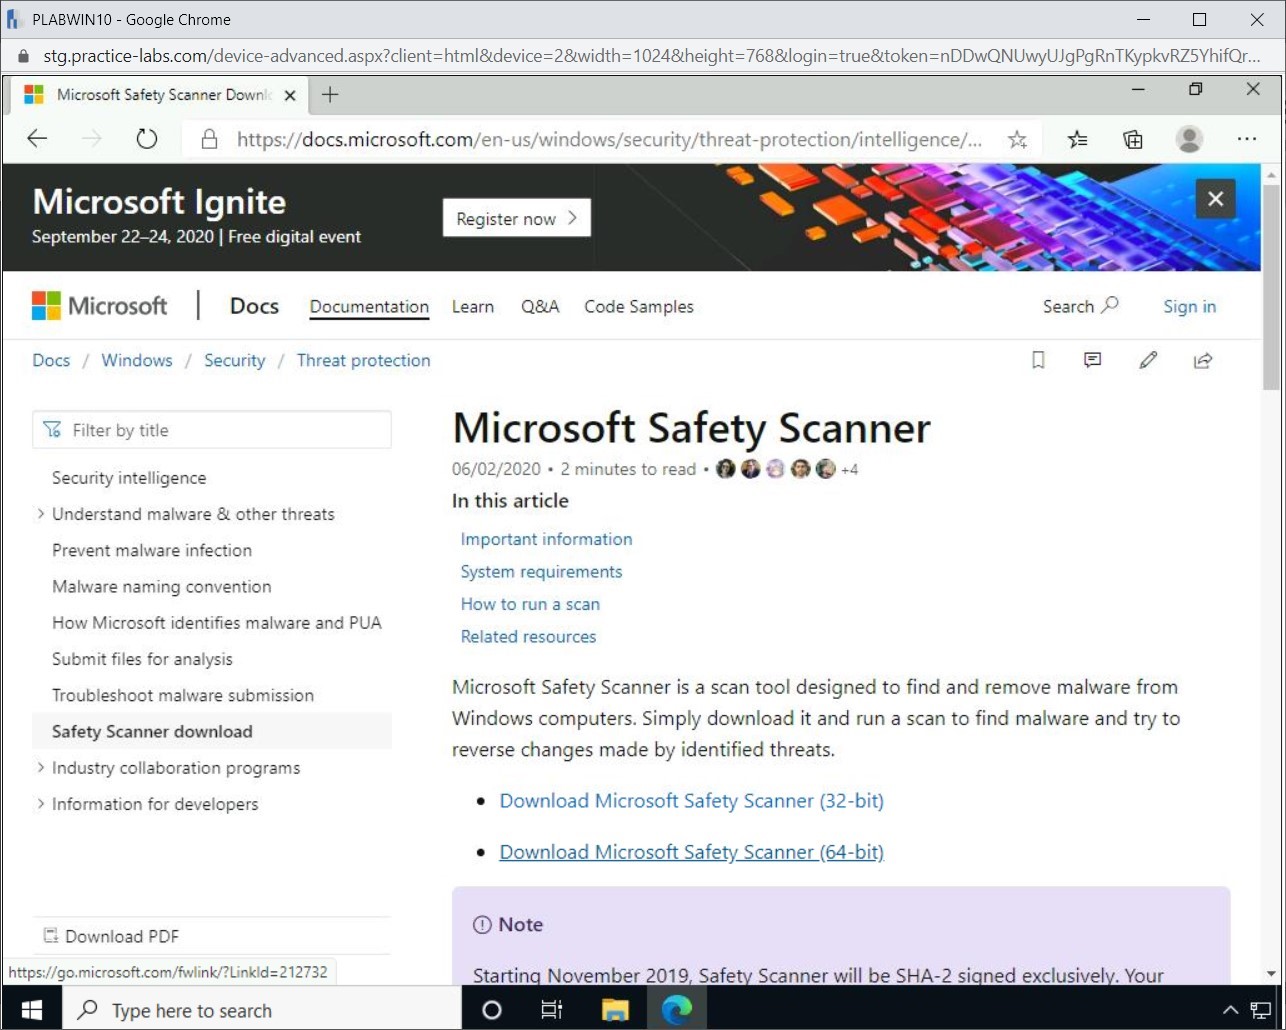 PLABWIN10 - Google Chrome
stg.practice-labs.com/device-advanced.aspx?client=html&device=2&width=1024&height=768&login=true&token=nDDwQNUwyUJgPgRnTKypkvRZ5YhifQr...
Microsoft Safety Scanner Downl
https://docs.microsoft.com/en-us/windows/security/threat-protection/intelligence/...
Microsoft Ignite
September 22–24, 2020 | Free digital event
Register now
Microsoft | Docs Documentation Learn Q&A Code Samples Search Sign in
Docs / Windows / Security / Threat protection
Filter by title
Security intelligence
Understand malware & other threats
Prevent malware infection
Malware naming convention
How Microsoft identifies malware and PUA
Submit files for analysis
Troubleshoot malware submission
Safety Scanner download
Industry collaboration programs
Information for developers
Download PDF
Microsoft Safety Scanner
06/02/2020 • 2 minutes to read • +4
In this article
Important information
System requirements
How to run a scan
Related resources
Microsoft Safety Scanner is a scan tool designed to find and remove malware from
Windows computers. Simply download it and run a scan to find malware and try to
reverse changes made by identified threats.
• Download Microsoft Safety Scanner (32-bit)
• Download Microsoft Safety Scanner (64-bit)
Note
Starting November 2019, Safety Scanner will be SHA-2 signed exclusively. Your
https://go.microsoft.com/fwlink/?LinkId=212732
Type here to search